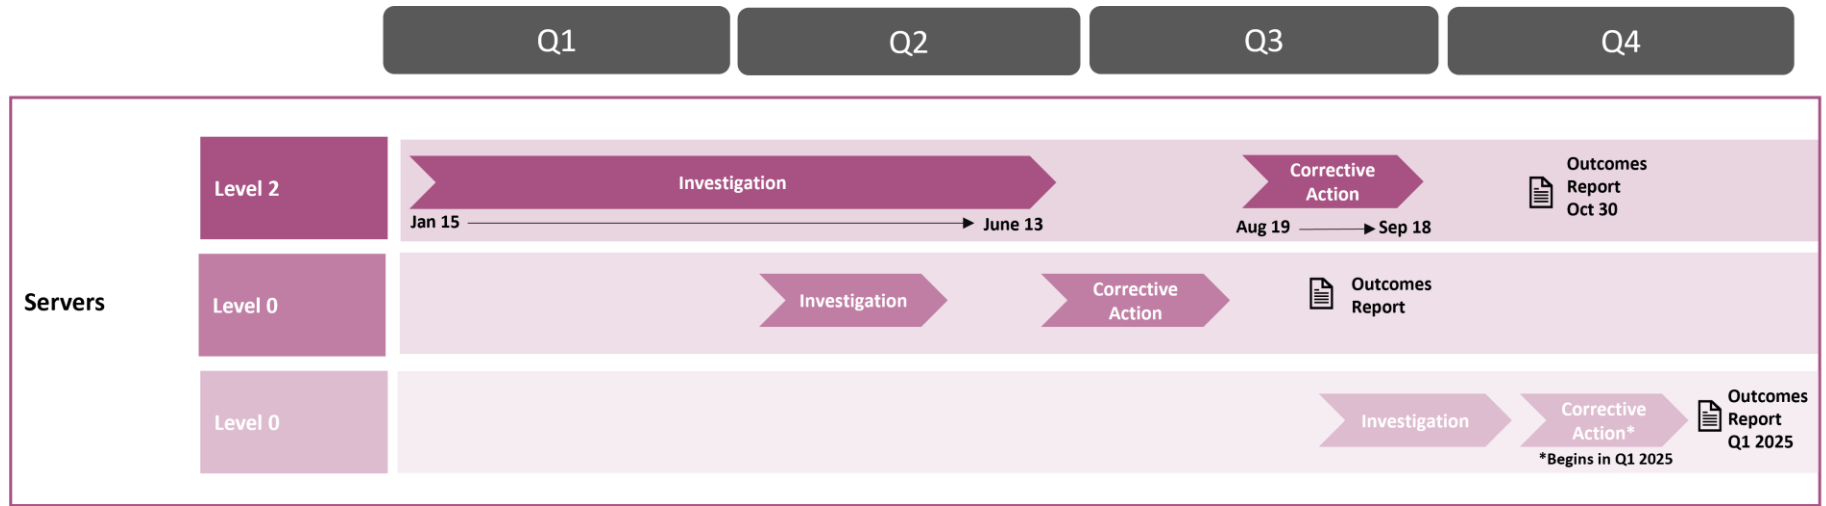 Q1
Q2
Q3
Q4
Servers
Level 2
Investigation
Jan 15
June 13
Corrective
Action
Aug 19
Sep 18
Outcomes
Report
Oct 30
Level 0
Investigation
Corrective
Action
Outcomes
Report
Level 0
Investigation
Corrective
Action*
*Begins in Q1 2025
Outcomes
Report
Q1 2025